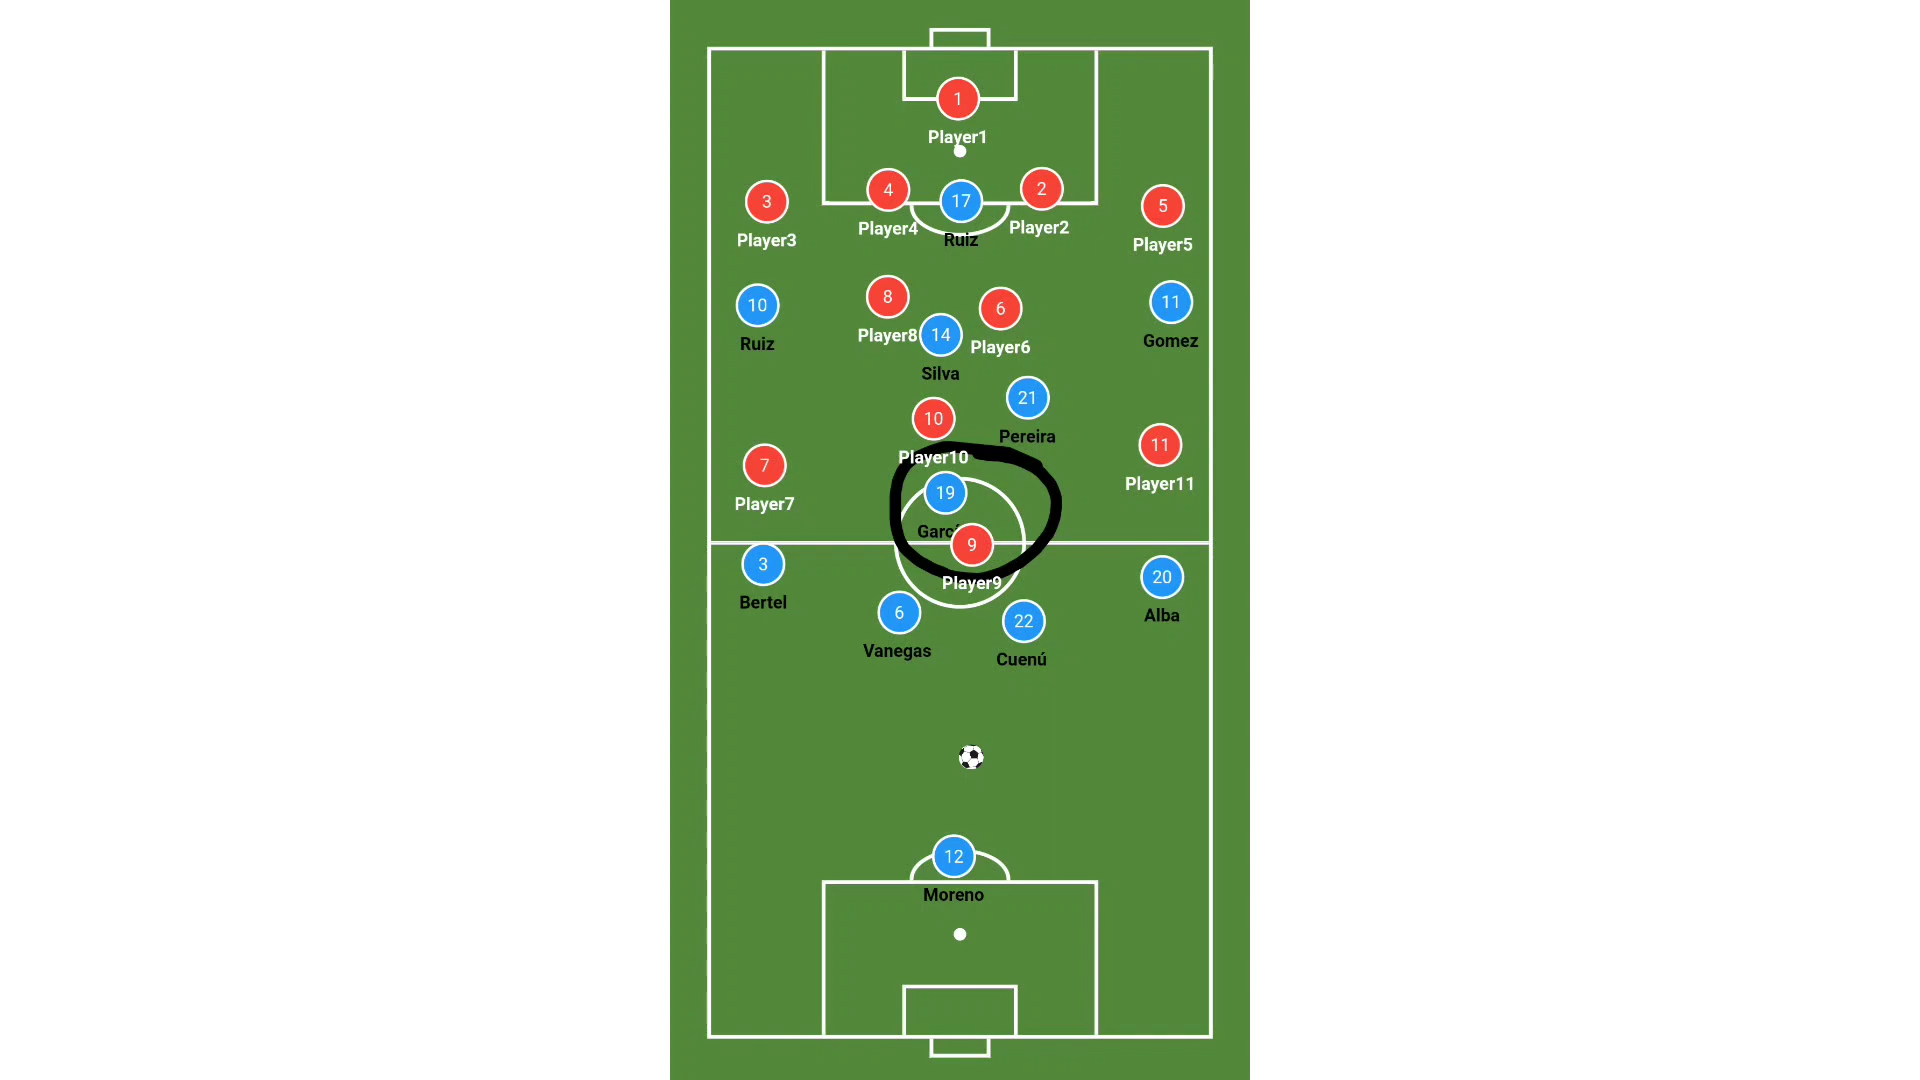 1
Player1
3
Player3
4
Player4
17
Ruiz
2
Player2
5
Player5
10
Ruiz
8
Player8
14
Silva
6
Player6
11
Gomez
21
Pereira
10
Player10
7
Player7
11
Player11
19
Garc
9
Player9
3
Bertel
20
Alba
6
Vanegas
22
Cuenú
12
Moreno